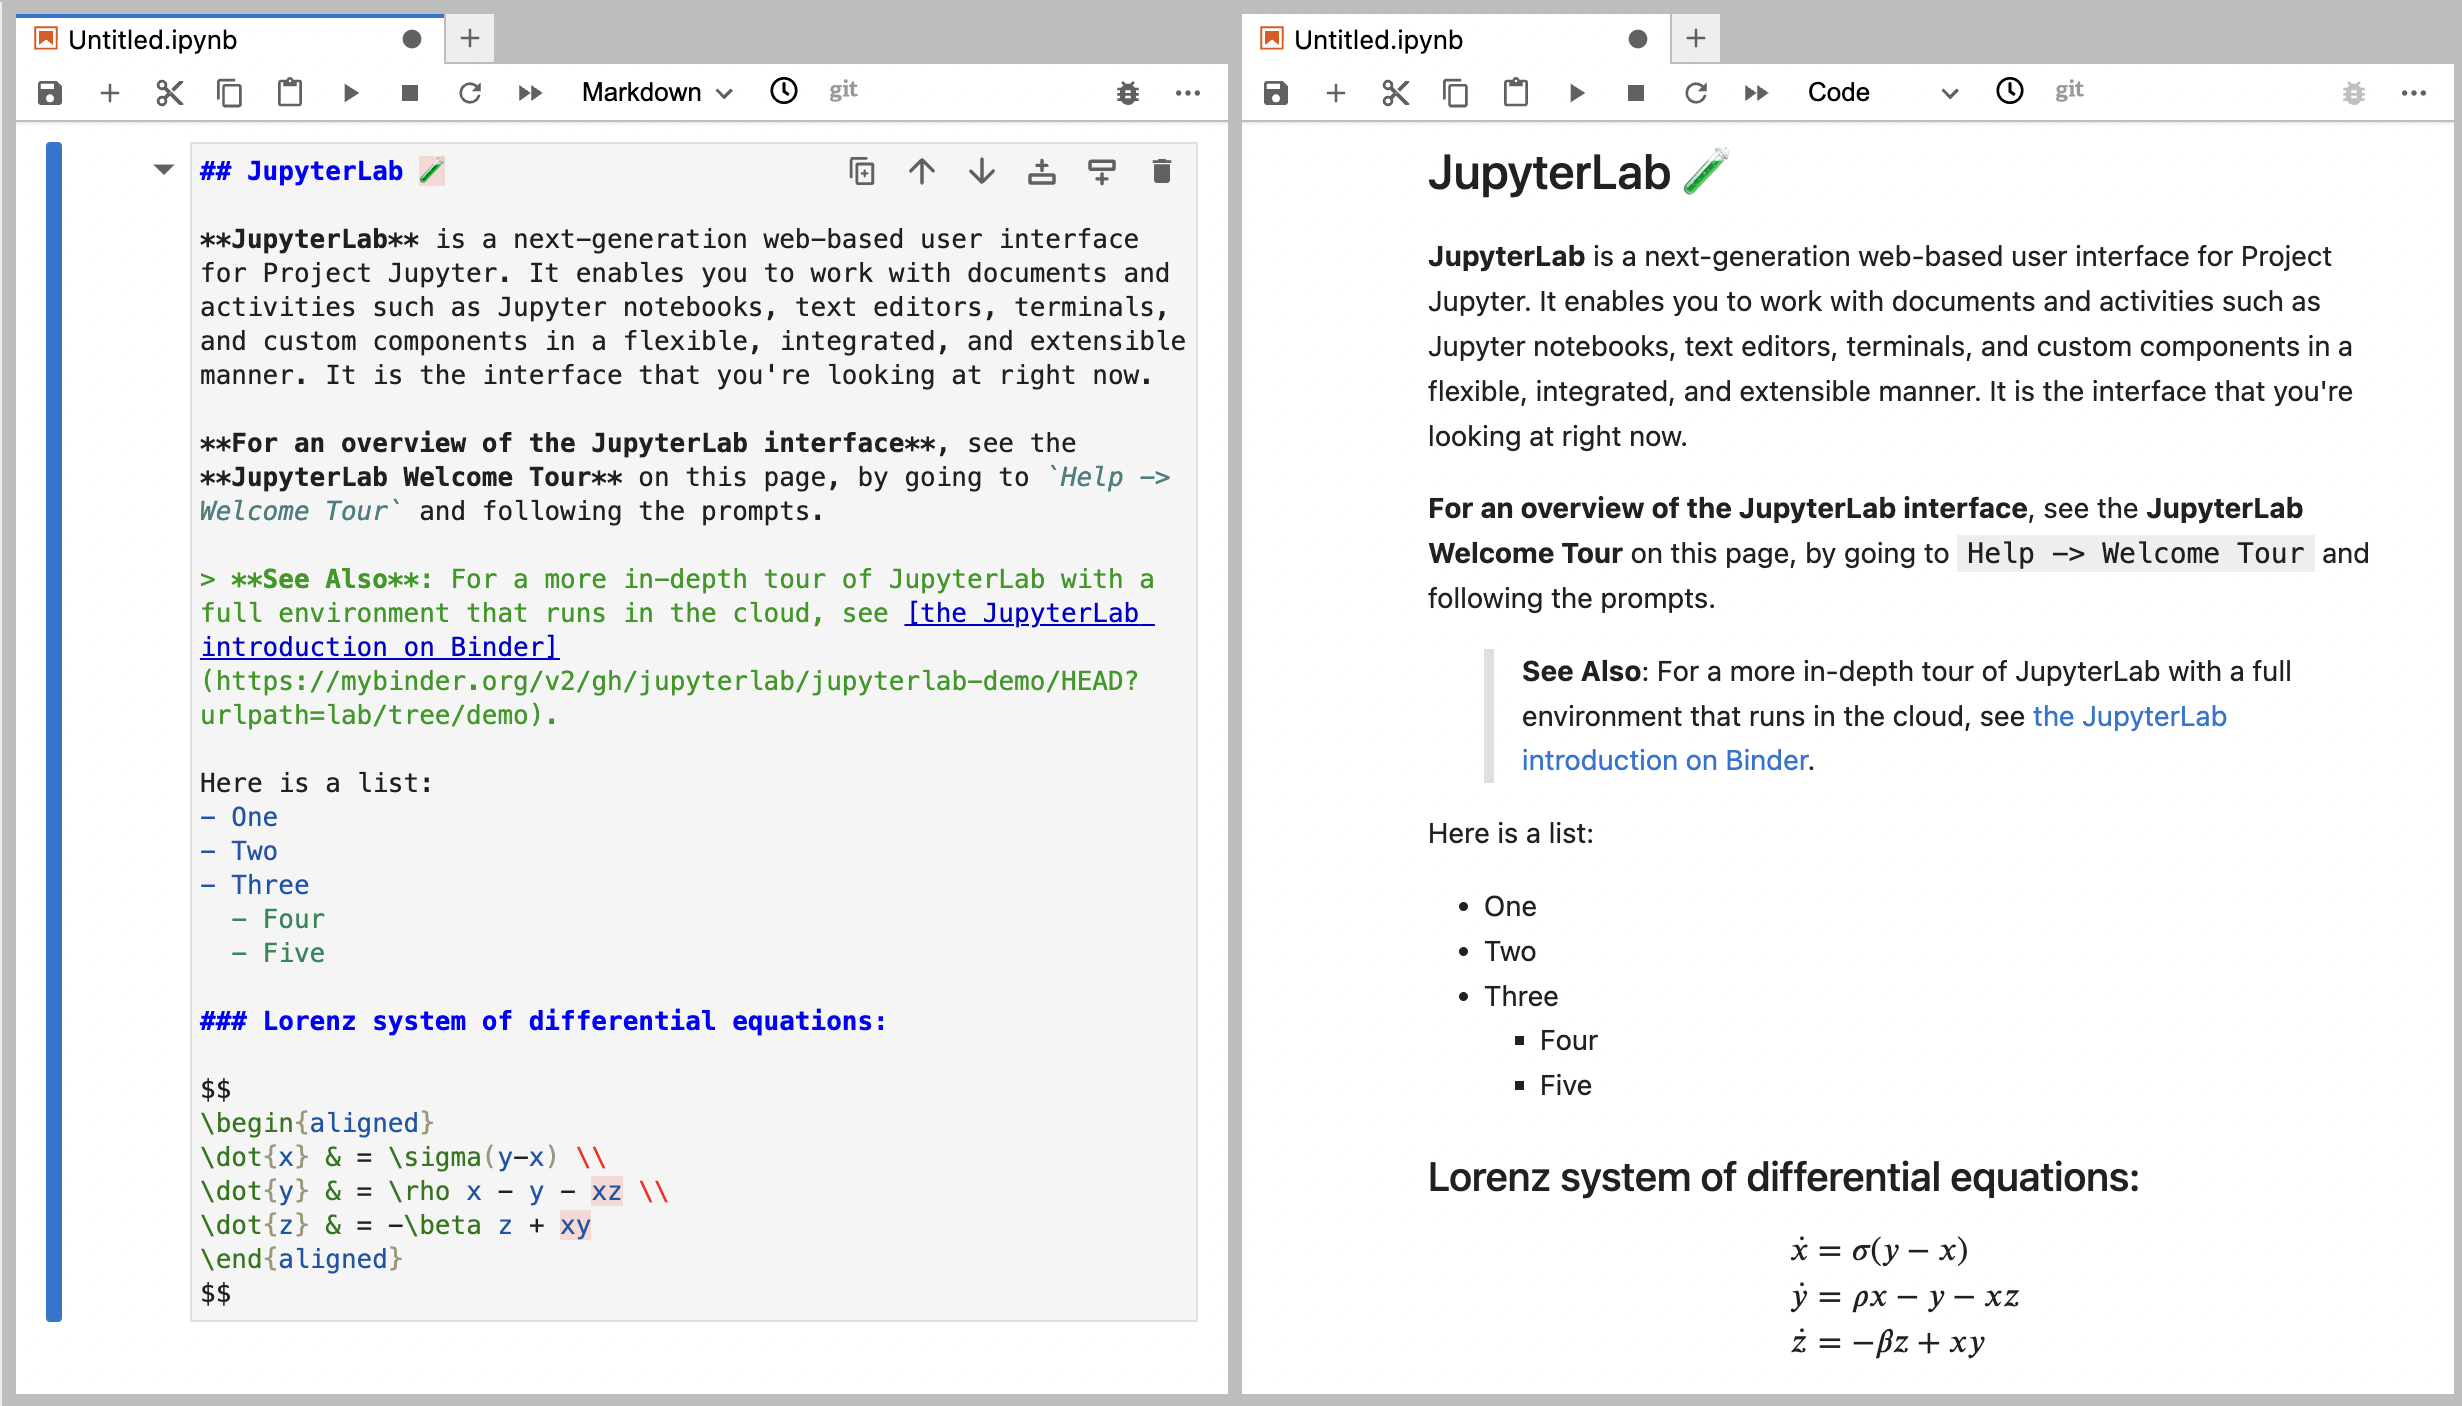 Untitled.ipynb
Markdown
git
## JupyterLab 🧪
**JupyterLab** is a next-generation web-based user interface
for Project Jupyter. It enables you to work with documents and
activities such as Jupyter notebooks, text editors, terminals,
and custom components in a flexible, integrated, and extensible
manner. It is the interface that you're looking at right now.
**For an overview of the JupyterLab interface**, see the
**JupyterLab Welcome Tour** on this page, by going to `Help ->
Welcome Tour` and following the prompts.
> **See Also**: For a more in-depth tour of JupyterLab with a
full environment that runs in the cloud, see [the JupyterLab
introduction on Binder]
(https://mybinder.org/v2/gh/jupyterlab/jupyterlab-demo/HEAD?
urlpath=lab/tree/demo).
Here is a list:
- One
- Two
- Three
  - Four
  - Five
### Lorenz system of differential equations:
$$
\begin{aligned}
\dot{x} & = \sigma(y-x) \\
\dot{y} & = \rho x - y - xz \\
\dot{z} & = -\beta z + xy
\end{aligned}
$$
Untitled.ipynb
Code
git
JupyterLab 🧪
JupyterLab is a next-generation web-based user interface for Project
Jupyter. It enables you to work with documents and activities such as
Jupyter notebooks, text editors, terminals, and custom components in a
flexible, integrated, and extensible manner. It is the interface that you're
looking at right now.
For an overview of the JupyterLab interface, see the JupyterLab
Welcome Tour on this page, by going to Help -> Welcome Tour and
following the prompts.
See Also: For a more in-depth tour of JupyterLab with a full
environment that runs in the cloud, see the JupyterLab
introduction on Binder.
Here is a list:
• One
• Two
• Three
▪ Four
▪ Five
Lorenz system of differential equations:
ẋ = σ(y − x)
ẏ = ρx − y − xz
ż = −βz + xy